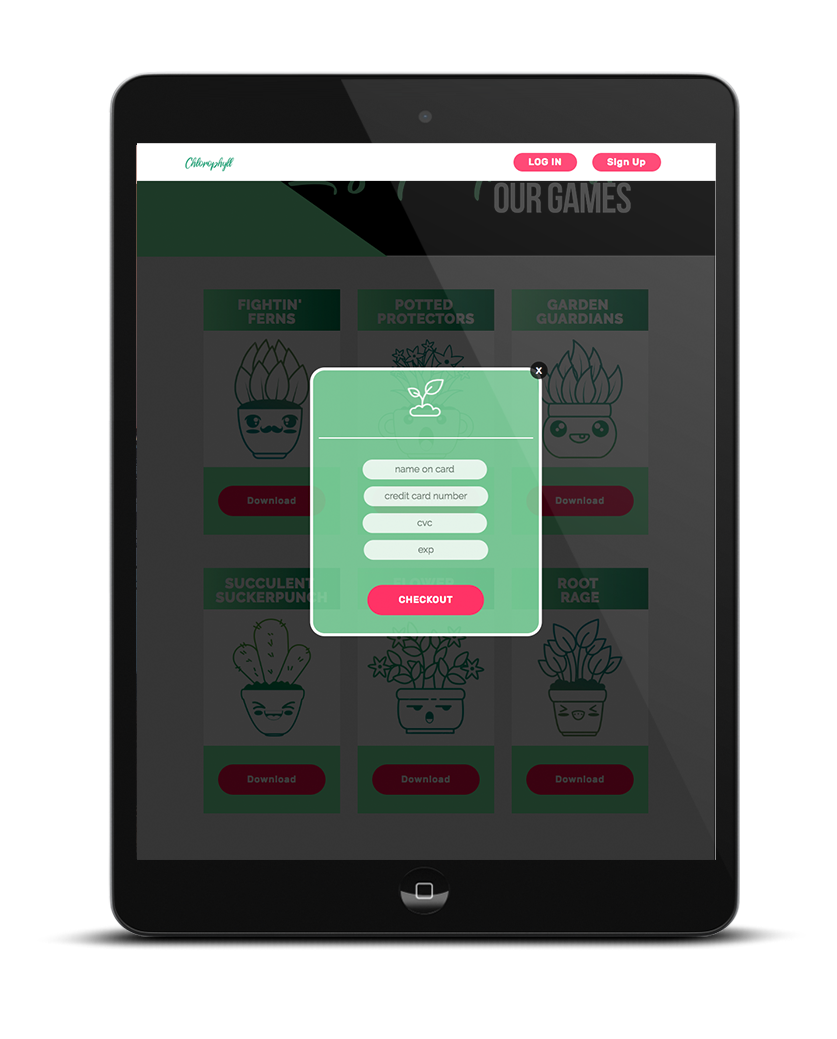 Chlorophyll
LOG IN
Sign Up
OUR GAMES
FIGHTIN'
FERNS
POTTED
PROTECTORS
GARDEN
GUARDIANS
X
name on card
credit card number
cvc
exp
CHECKOUT
Download
Download
SUCCULENT
SUCKERPUNCH
FLOWER
ROOT
RAGE
Download
Download
Download